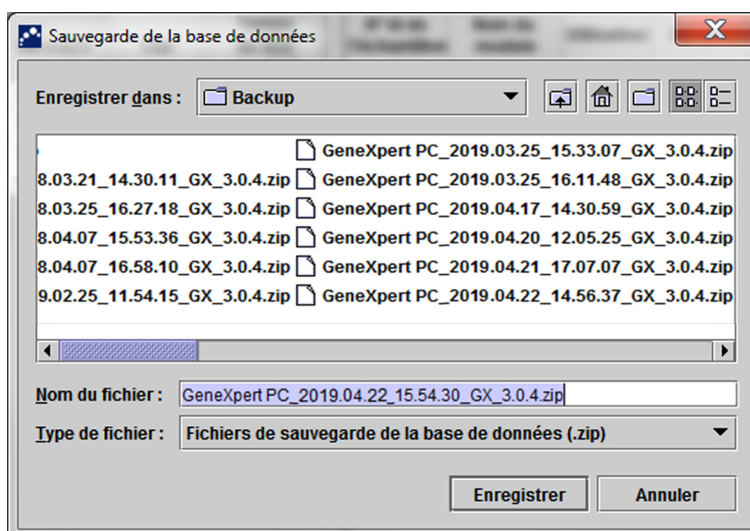 Sauvegarde de la base de données
Enregistrer dans :
Backup
8.03.21_14.30.11_GX_3.0.4.zip
8.03.25_16.27.18_GX_3.0.4.zip
8.04.07_15.53.36_GX_3.0.4.zip
8.04.07_16.58.10_GX_3.0.4.zip
9.02.25_11.54.15_GX_3.0.4.zip
GeneXpert PC_2019.03.25_15.33.07_GX_3.0.4.zip
GeneXpert PC_2019.03.25_16.11.48_GX_3.0.4.zip
GeneXpert PC_2019.04.17_14.30.59_GX_3.0.4.zip
GeneXpert PC_2019.04.20_12.05.25_GX_3.0.4.zip
GeneXpert PC_2019.04.21_17.07.07_GX_3.0.4.zip
GeneXpert PC_2019.04.22_14.56.37_GX_3.0.4.zip
Nom du fichier :
GeneXpert PC_2019.04.22_15.54.30_GX_3.0.4.zip
Type de fichier :
Fichiers de sauvegarde de la base de données (.zip)
Enregistrer
Annuler